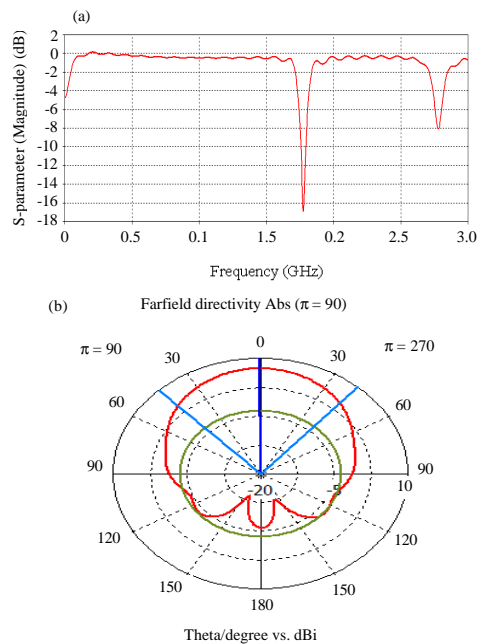 (a)
S-parameter (Magnitude) (dB)
2
0
-2
-4
-6
-8
-10
-12
-14
-16
-18
0 0.5 1.0 1.5 2.0 2.5 3.0
Frequency (GHz)
(b) Farfield directivity Abs (π = 90)
π = 90 30 0 30 π = 270
60 60
90 -20 -5 10 90
120 120
150 150
180
Theta/degree vs. dBi